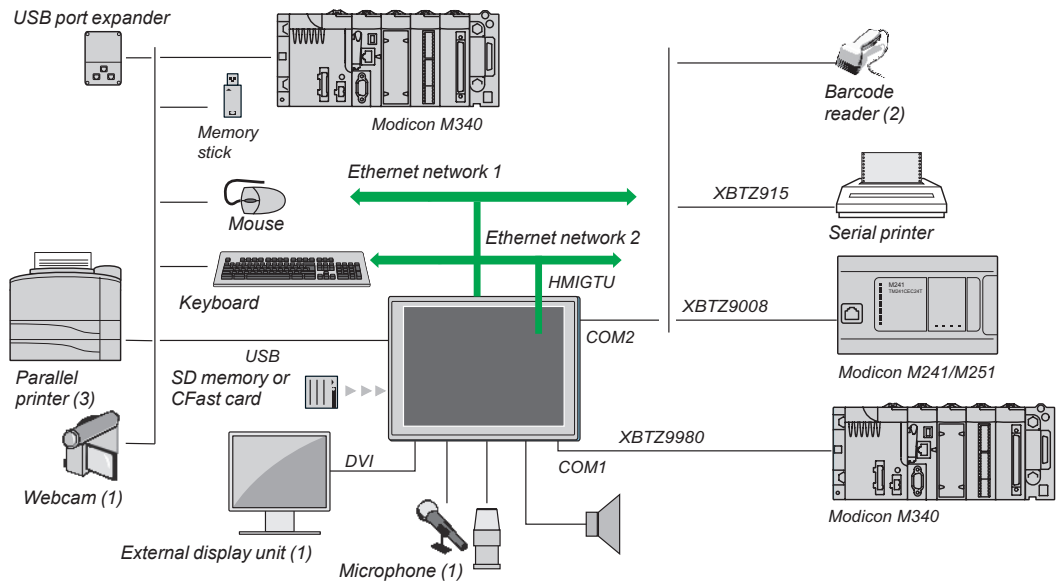 USB port expander
Memory
stick
Modicon M340
Barcode
reader (2)
Ethernet network 1
XBTZ915
Mouse
Serial printer
Ethernet network 2
HMIGTU
Keyboard
M241
TM241CEC24T
XBTZ9008
COM2
USB
SD memory or
CFast card
Parallel
printer (3)
Modicon M241/M251
XBTZ9980
DVI
COM1
Webcam (1)
Modicon M340
External display unit (1)
Microphone (1)